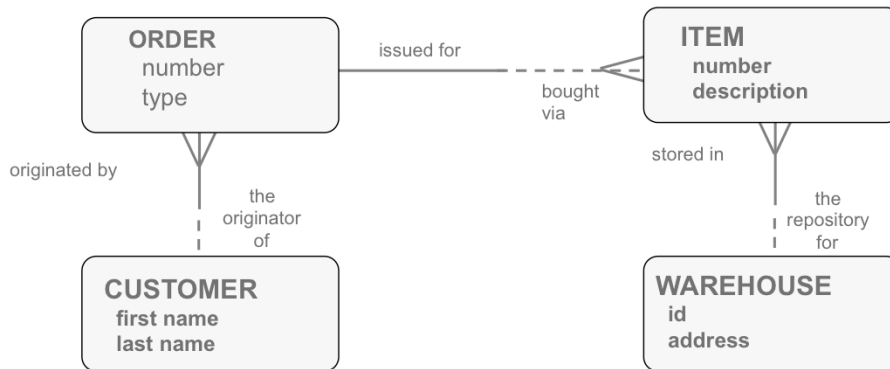 ORDER
number
type
issued for
bought
via
ITEM
number
description
originated by
the
originator
of
stored in
the
repository
for
CUSTOMER
first name
last name
WAREHOUSE
id
address